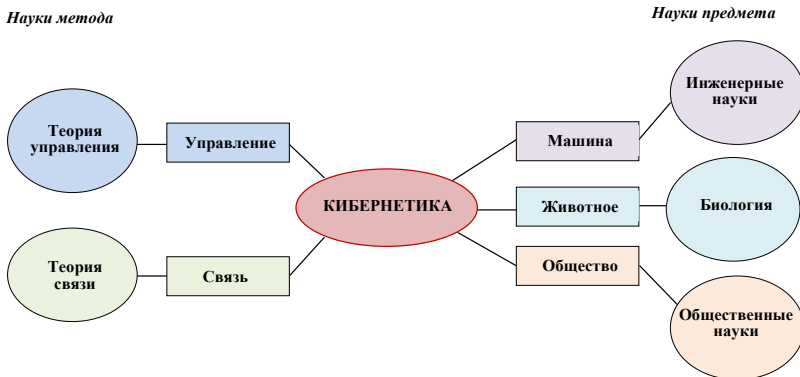 Науки метода
Науки предмета
Теория
управления
Управление
Теория
связи
Связь
КИБЕРНЕТИКА
Машина
Животное
Общество
Инженерные
науки
Биология
Общественные
науки